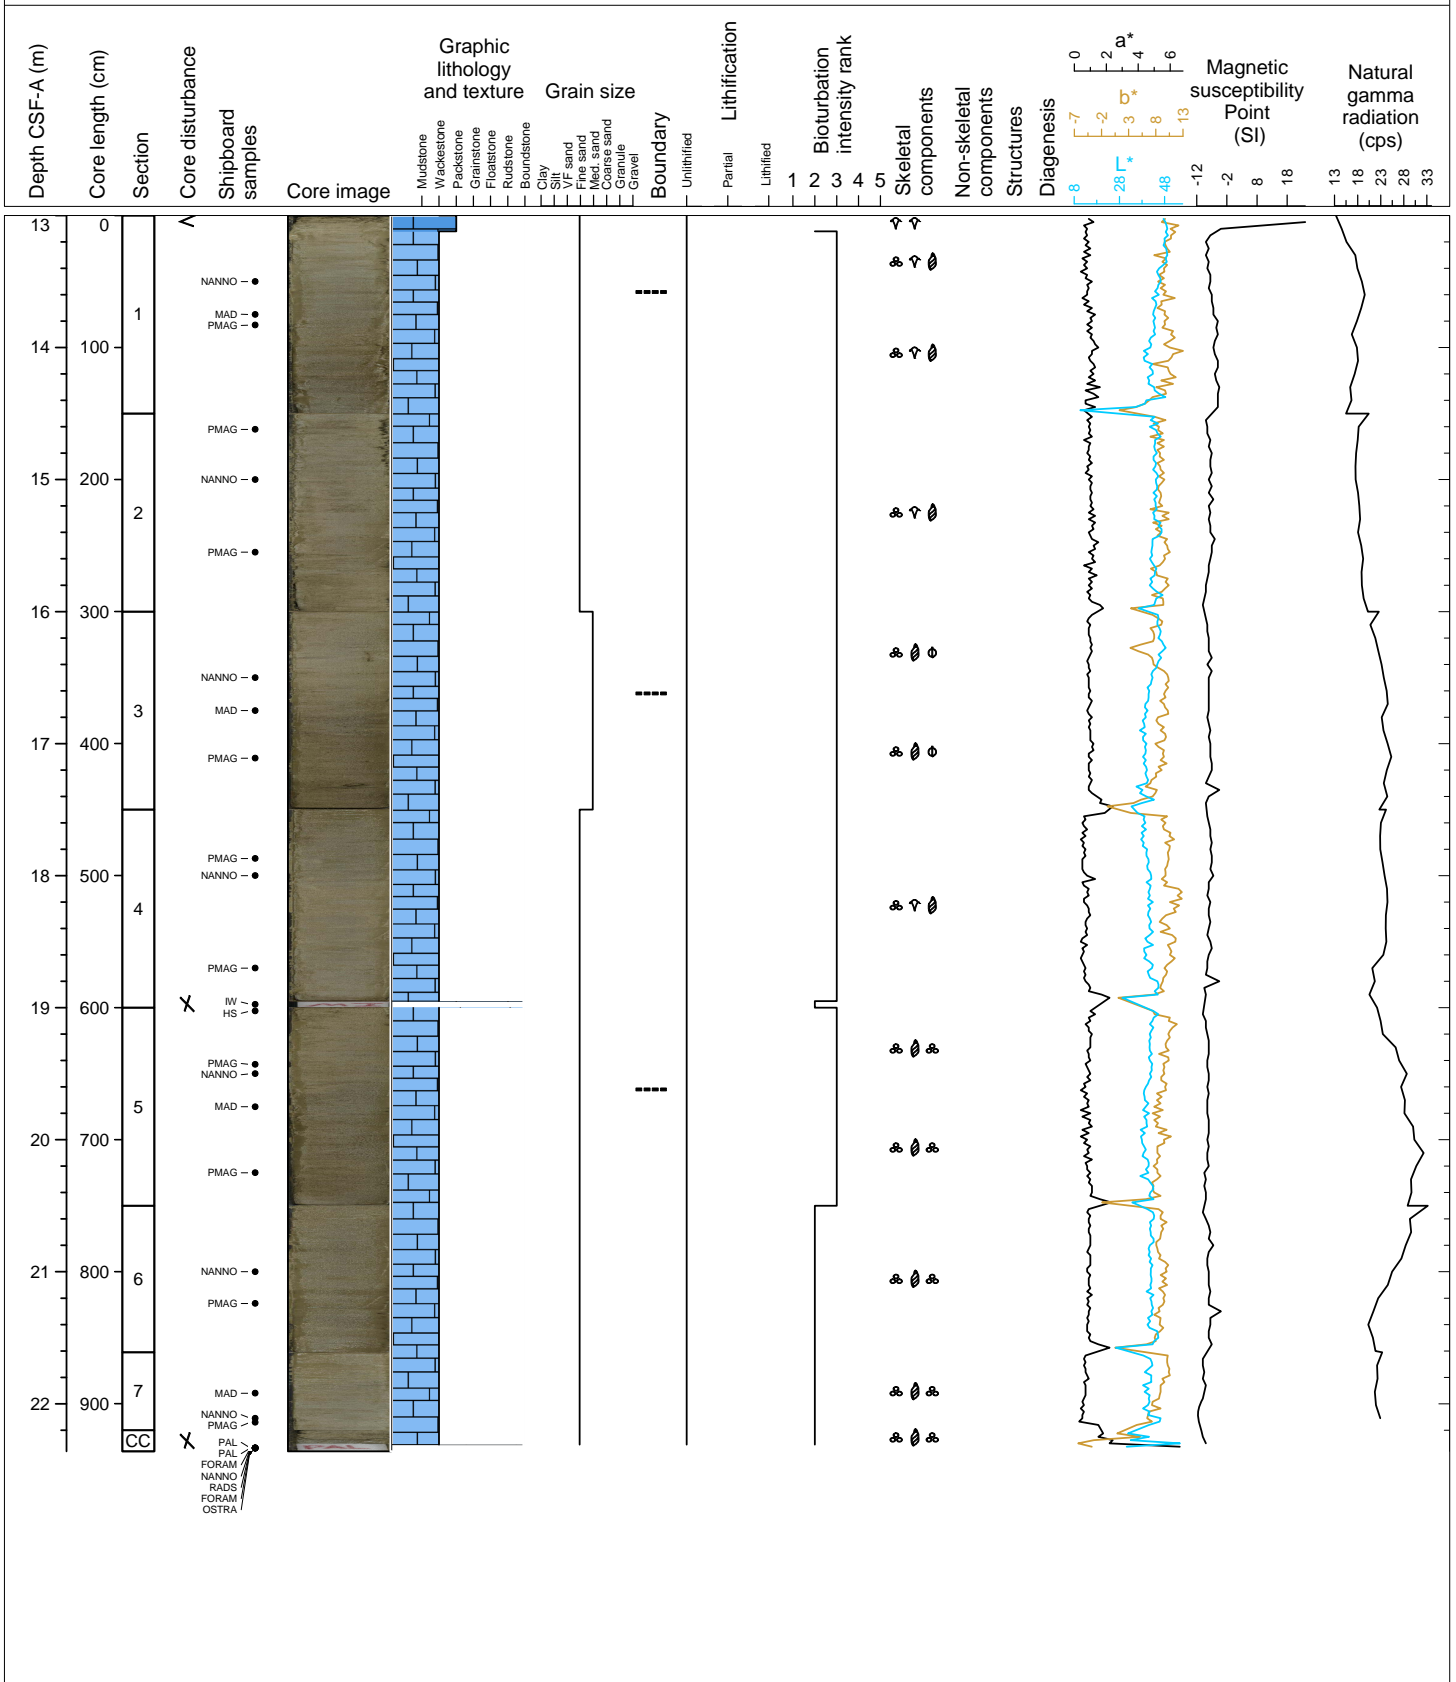 Depth CSF-A (m)
Core length (cm)
Section
Core disturbance
Shipboard
samples
Core image
Graphic
lithology
and texture
Mudstone
Wackestone
Packstone
Grainstone
Floatstone
Rudstone
Boundstone
Grain size
Clay
Silt
VF sand
Fine sand
Med. sand
Coarse sand
Granule
Gravel
Boundary
Lithification
Unlithified
Partial
Lithified
Bioturbation
intensity rank
1 2 3 4 5
Skeletal
components
Non-skeletal
components
Structures
Diagenesis
a*
0 2 4 6
b*
-7 -2 3 8 13
L*
8 28 48
Magnetic
susceptibility
Point
(SI)
-12 -2 8 18
Natural
gamma
radiation
(cps)
13 18 23 28 33
13 0
NANNO
1
MAD
PMAG
14 100
PMAG
15 200
NANNO
2
PMAG
16 300
NANNO
3
MAD
17 400
PMAG
PMAG
18 500
NANNO
4
PMAG
IW
19 600
HS
PMAG
NANNO
5
MAD
20 700
PMAG
21 800
NANNO
6
PMAG
7
MAD
22 900
NANNO
PMAG
CC
PAL
PAL
FORAM
NANNO
RADS
FORAM
OSTRA